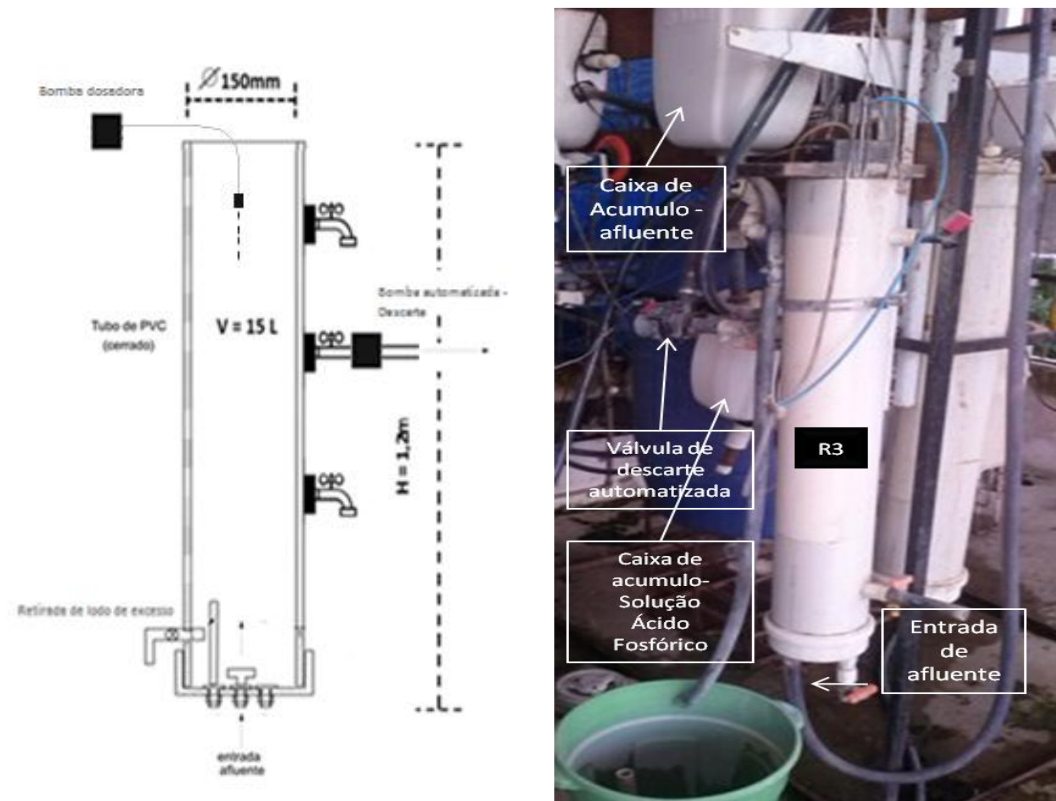 Ø150mm
Bomba dosadora
Bomba automatizada -
Descarte
Tubo de PVC
(cerrado)
V = 15 L
H = 1,2m
Retirada de lodo de excesso
entrada
afluente
Caixa de
Acumulo -
afluente
Válvula de
descarte
automatizada
R3
Caixa de
acumulo-
Solução
Ácido
Fosfórico
Entrada
de
afluente